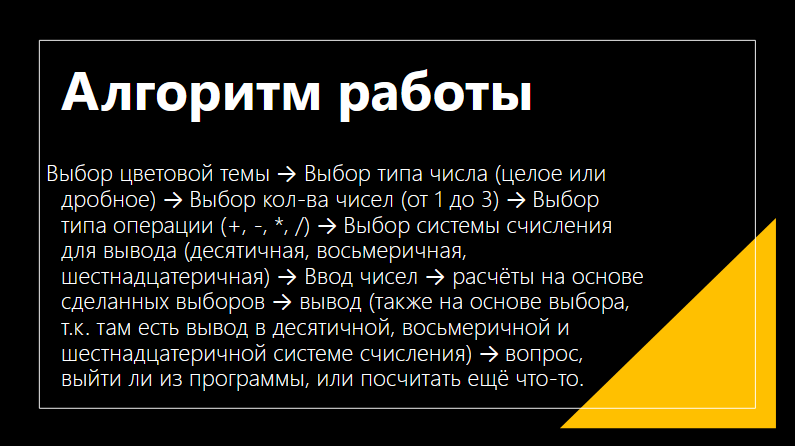 Алгоритм работы
Выбор цветовой темы → Выбор типа числа (целое или
дробное) → Выбор кол-ва чисел (от 1 до 3) → Выбор
типа операции (+, -, *, /) → Выбор системы счисления
для вывода (десятичная, восьмеричная,
шестнадцатеричная) → Ввод чисел → расчёты на основе
сделанных выборов → вывод (также на основе выбора,
т.к. там есть вывод в десятичной, восьмеричной и
шестнадцатеричной системе счисления) → вопрос,
выйти ли из программы, или посчитать ещё что-то.